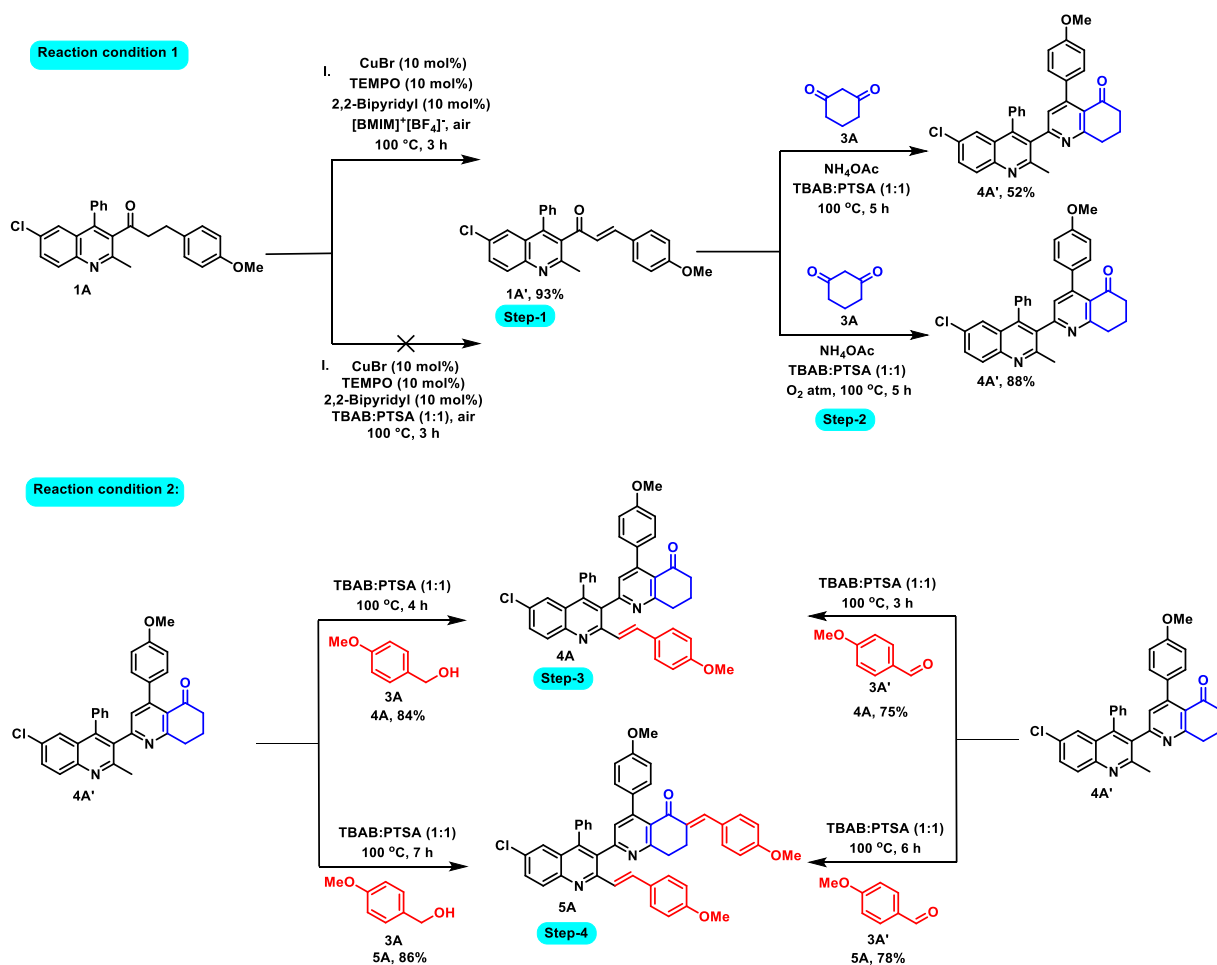 Reaction condition 1
I.
CuBr (10 mol%)
TEMPO (10 mol%)
2,2-Bipyridyl (10 mol%)
[BMIM]⁺[BF₄]⁻, air
100 °C, 3 h
Cl
Ph
O
N
OMe
1A
Cl
Ph
O
N
OMe
1A', 93%
Step-1
I.
CuBr (10 mol%)
TEMPO (10 mol%)
2,2-Bipyridyl (10 mol%)
TBAB:PTSA (1:1), air
100 °C, 3 h
O
O
3A
NH₄OAc
TBAB:PTSA (1:1)
100 °C, 5 h
OMe
O
Ph
Cl
N
N
4A', 52%
O
O
3A
NH₄OAc
TBAB:PTSA (1:1)
O₂ atm, 100 °C, 5 h
Step-2
OMe
O
Ph
Cl
N
N
4A', 88%
Reaction condition 2:
OMe
O
Ph
Cl
N
N
4A'
TBAB:PTSA (1:1)
100 °C, 4 h
MeO
OH
3A
4A, 84%
OMe
O
Ph
Cl
N
N
OMe
4A
Step-3
TBAB:PTSA (1:1)
100 °C, 3 h
MeO
O
3A'
4A, 75%
OMe
O
Ph
Cl
N
N
4A'
TBAB:PTSA (1:1)
100 °C, 7 h
MeO
OH
3A
5A, 86%
OMe
O
Ph
Cl
N
N
OMe
OMe
5A
Step-4
TBAB:PTSA (1:1)
100 °C, 6 h
MeO
O
3A'
5A, 78%